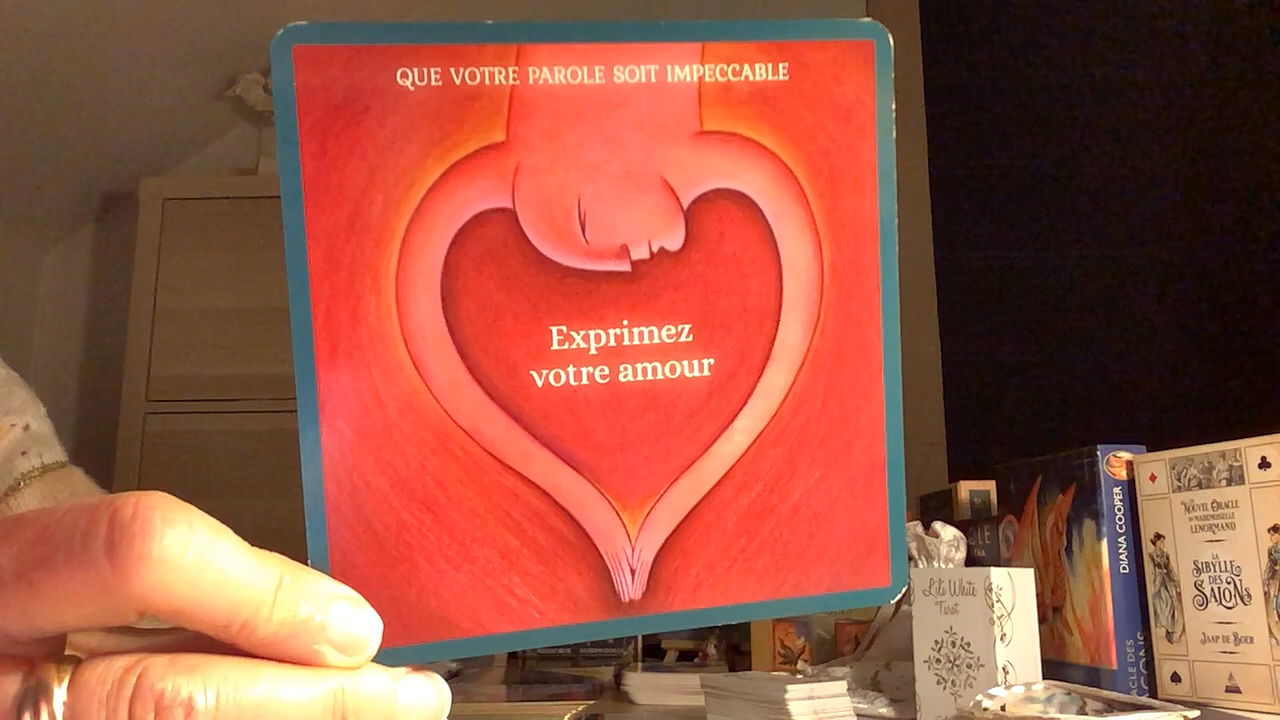 QUE VOTRE PAROLE SOIT IMPECCABLE
Exprimez
votre amour
DIANA COOPER
NOUVEL ORACLE
DE MADEMOISELLE
LENORMAND
LA
SIBYLLE
DES
SALONS
JAAP DE BOER
Lili White
Tarot